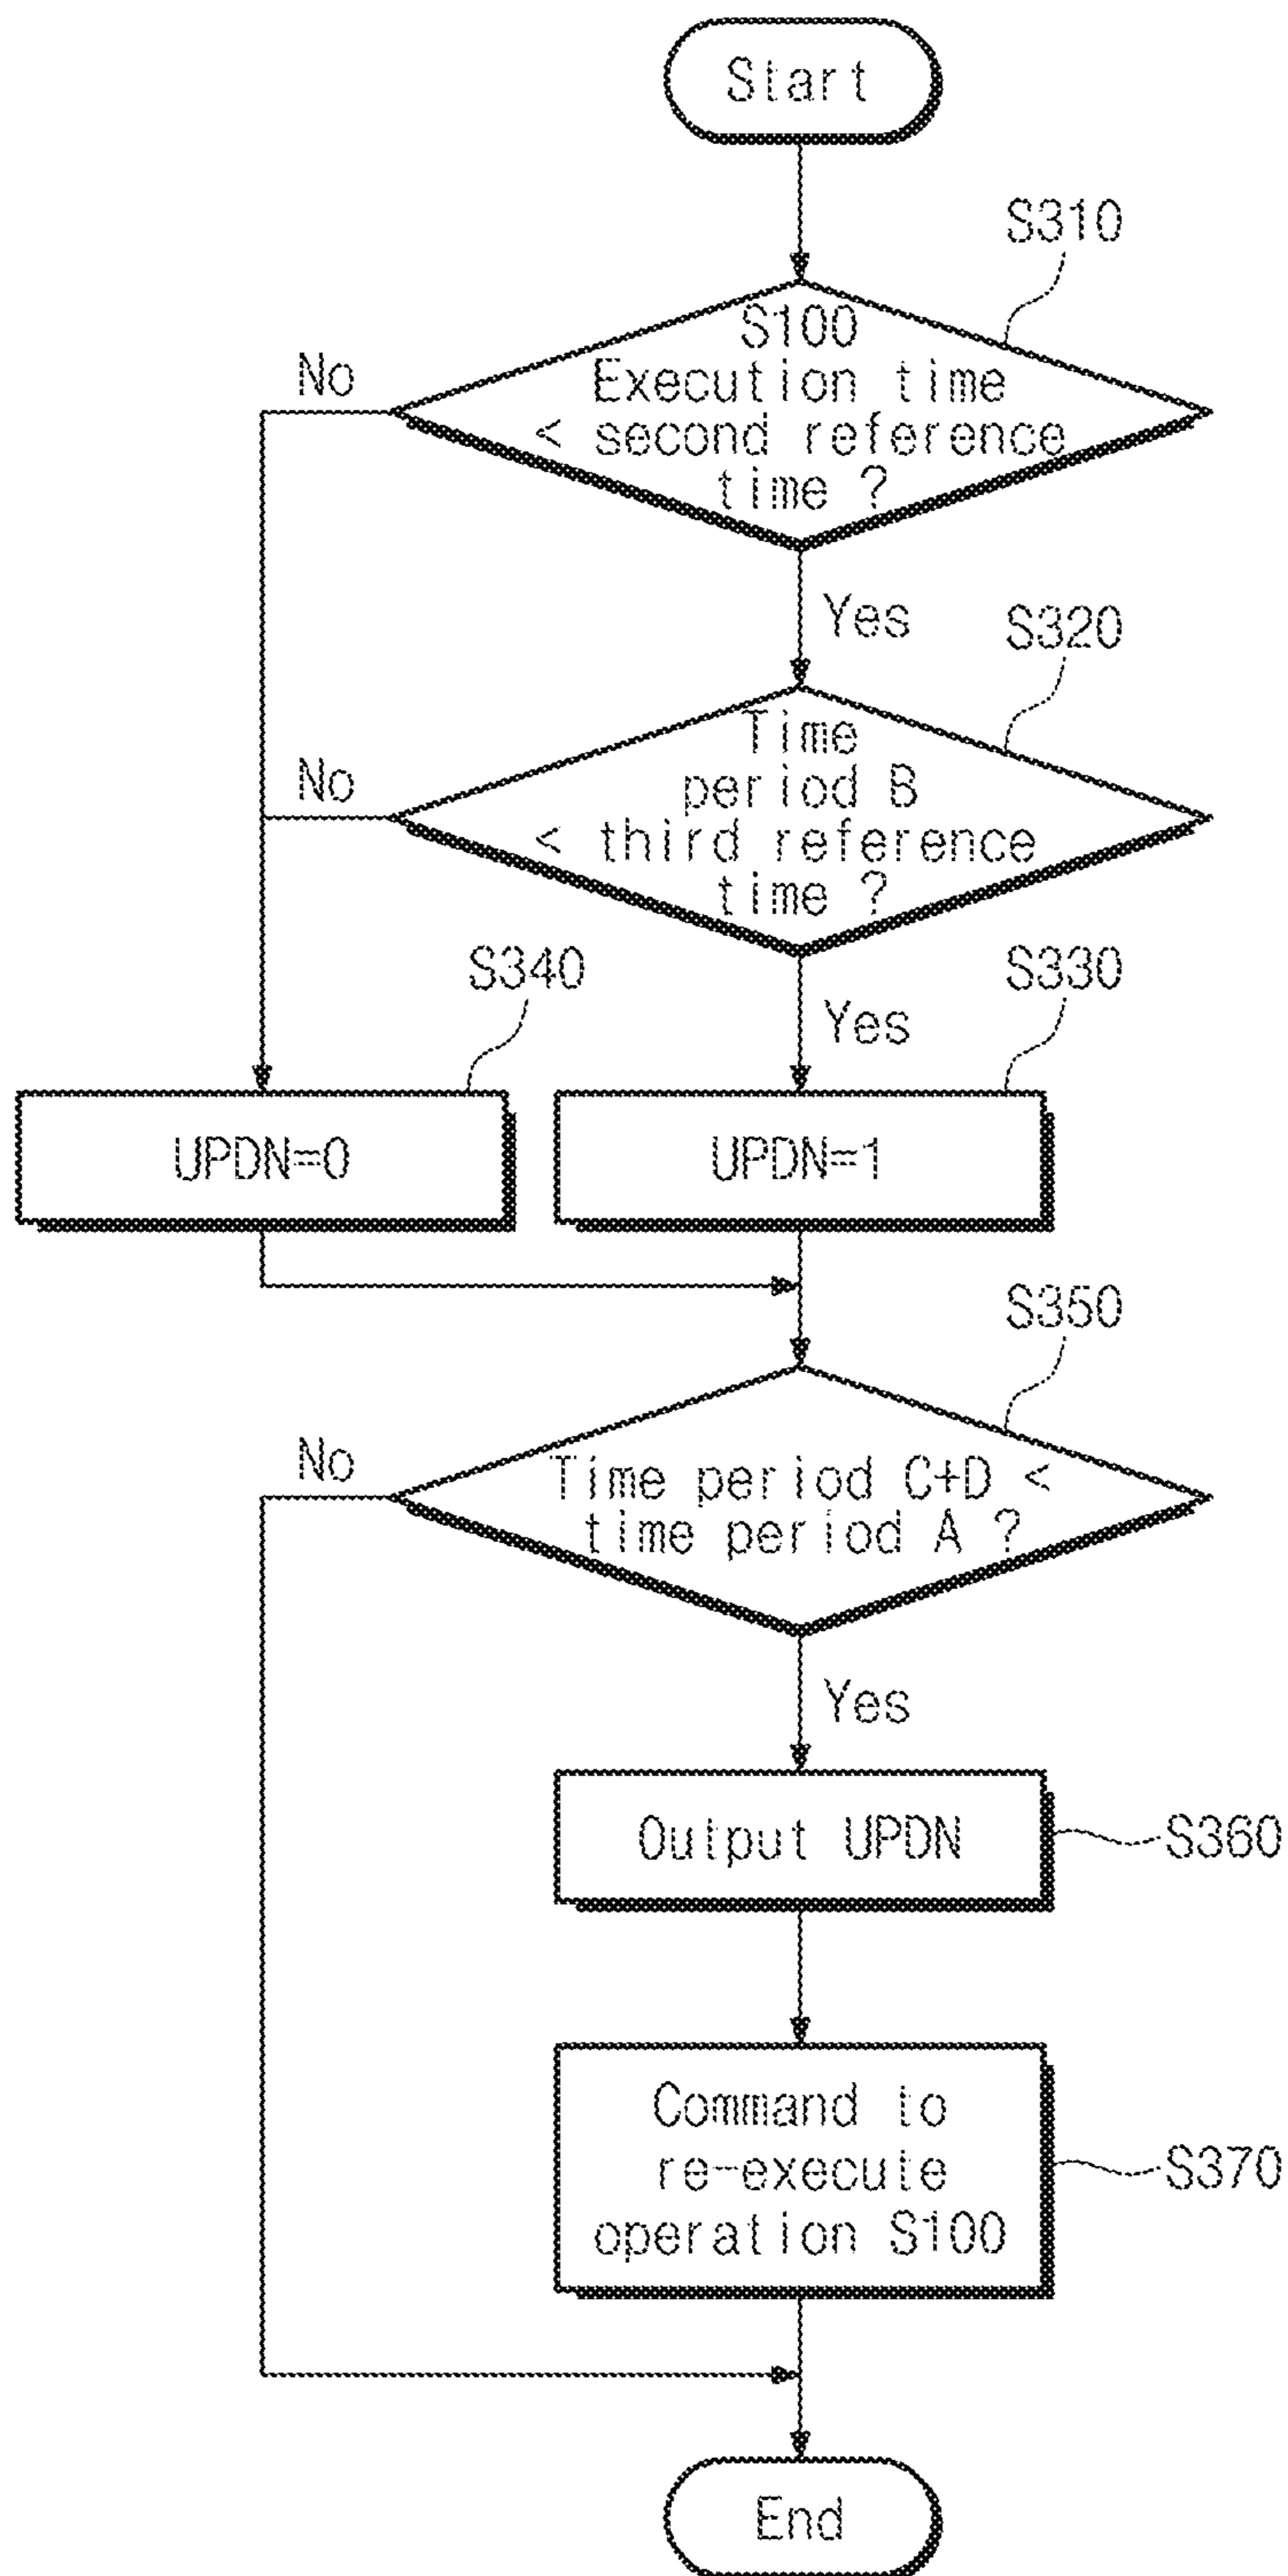 Start
S310
S100
Execution time
< second reference
time ?
No
Yes
S320
Time
period B
< third reference
time ?
No
Yes
S340
S330
UPDN=0
UPDN=1
S350
Time period C+D <
time period A ?
No
Yes
Output UPDN
S360
Command to
re-execute
operation S100
S370
End